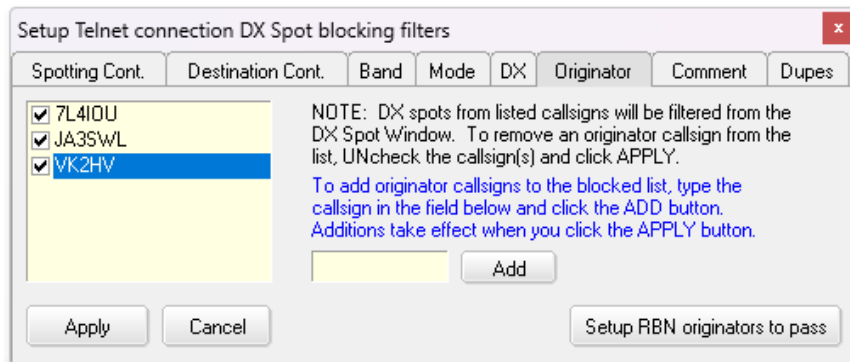 Setup Telnet connection DX Spot blocking filters
x
Spotting Cont. Destination Cont. Band Mode DX Originator Comment Dupes
7L4IOU
JA3SWL
VK2HV
NOTE: DX spots from listed callsigns will be filtered from the
DX Spot Window. To remove an originator callsign from the
list, UNcheck the callsign(s) and click APPLY.
To add originator callsigns to the blocked list, type the
callsign in the field below and click the ADD button.
Additions take effect when you click the APPLY button.
Add
Apply Cancel Setup RBN originators to pass